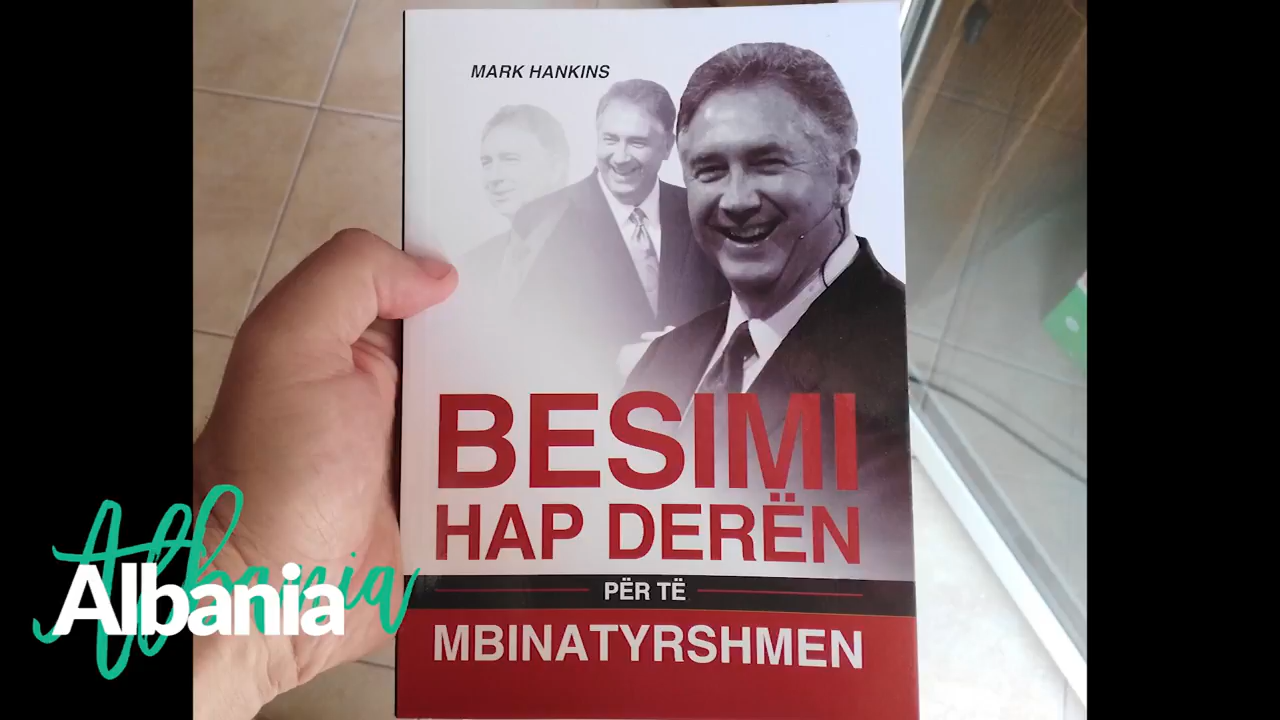 MARK HANKINS
BESIMI
HAP DERËN
PËR TË
MBINATYRSHMEN
Albania
Albania